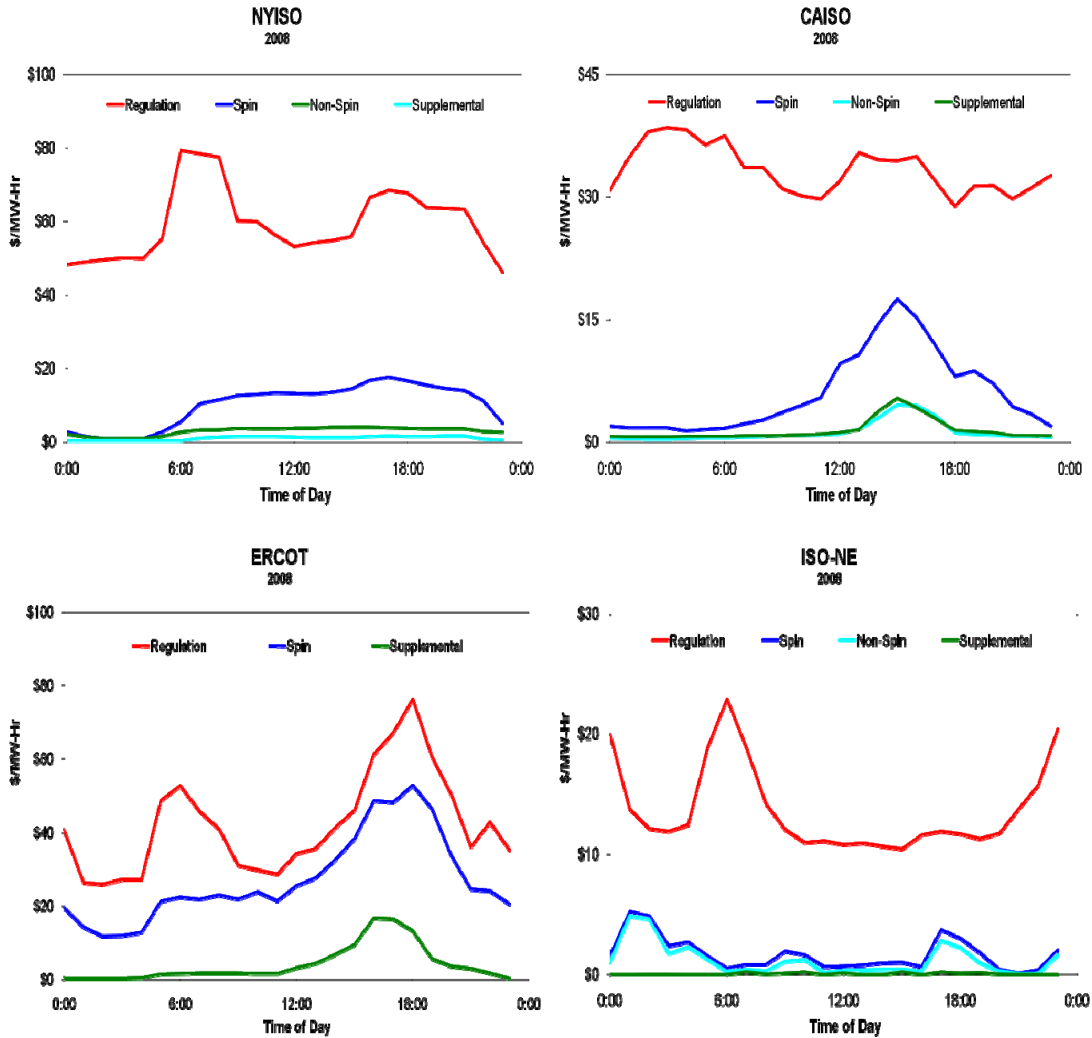 NYISO
2008
$100
Regulation Spin Non-Spin Supplemental
$80
$60
$/MW-Hr
$40
$20
$0
0:00 6:00 12:00 18:00 0:00
Time of Day
CAISO
2008
$45
Regulation Spin Non-Spin Supplemental
$30
$/MW-Hr
$15
$0
0:00 6:00 12:00 18:00 0:00
Time of Day
ERCOT
2008
$100
Regulation Spin Supplemental
$80
$60
$/MW-Hr
$40
$20
$0
0:00 6:00 12:00 18:00 0:00
Time of Day
ISO-NE
2008
$30
Regulation Spin Non-Spin Supplemental
$20
$/MW-Hr
$10
$0
0:00 6:00 12:00 18:00 0:00
Time of Day